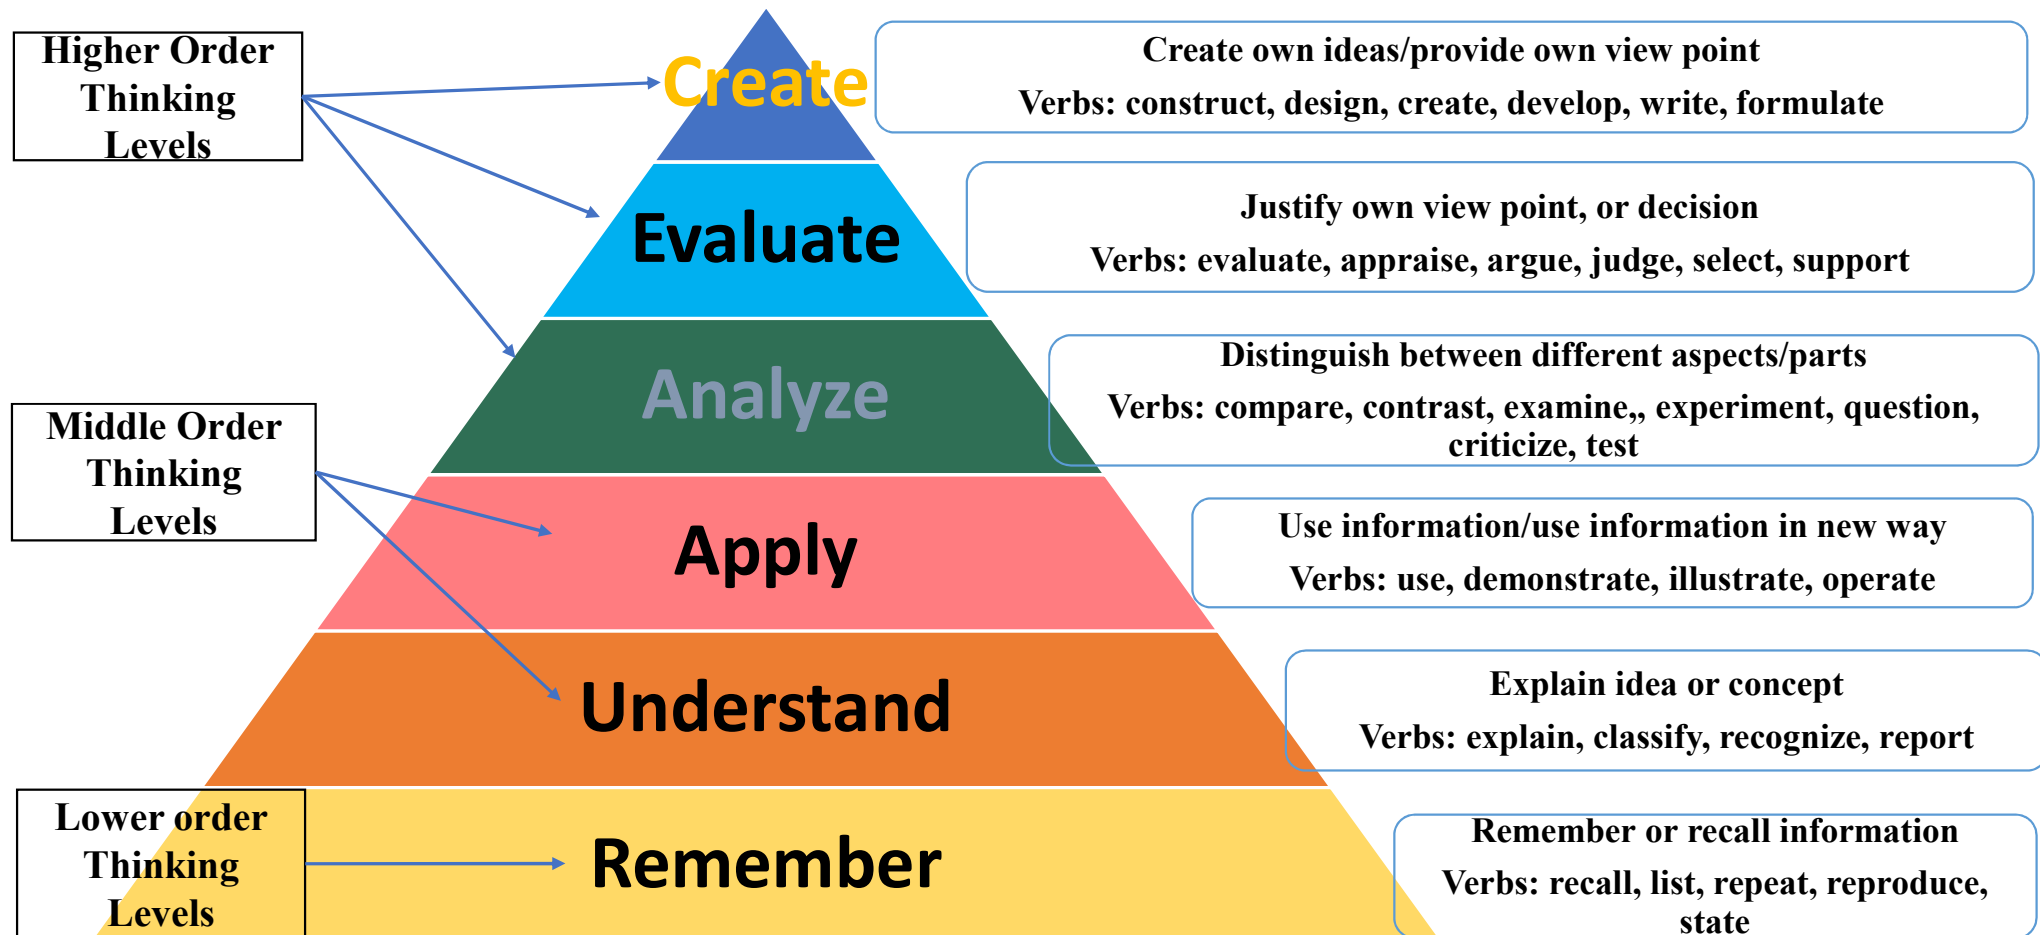 Higher Order
Thinking
Levels
Create
Create own ideas/provide own view point
Verbs: construct, design, create, develop, write, formulate
Evaluate
Justify own view point, or decision
Verbs: evaluate, appraise, argue, judge, select, support
Analyze
Distinguish between different aspects/parts
Verbs: compare, contrast, examine,, experiment, question,
criticize, test
Middle Order
Thinking
Levels
Apply
Use information/use information in new way
Verbs: use, demonstrate, illustrate, operate
Understand
Explain idea or concept
Verbs: explain, classify, recognize, report
Lower order
Thinking
Levels
Remember
Remember or recall information
Verbs: recall, list, repeat, reproduce,
state